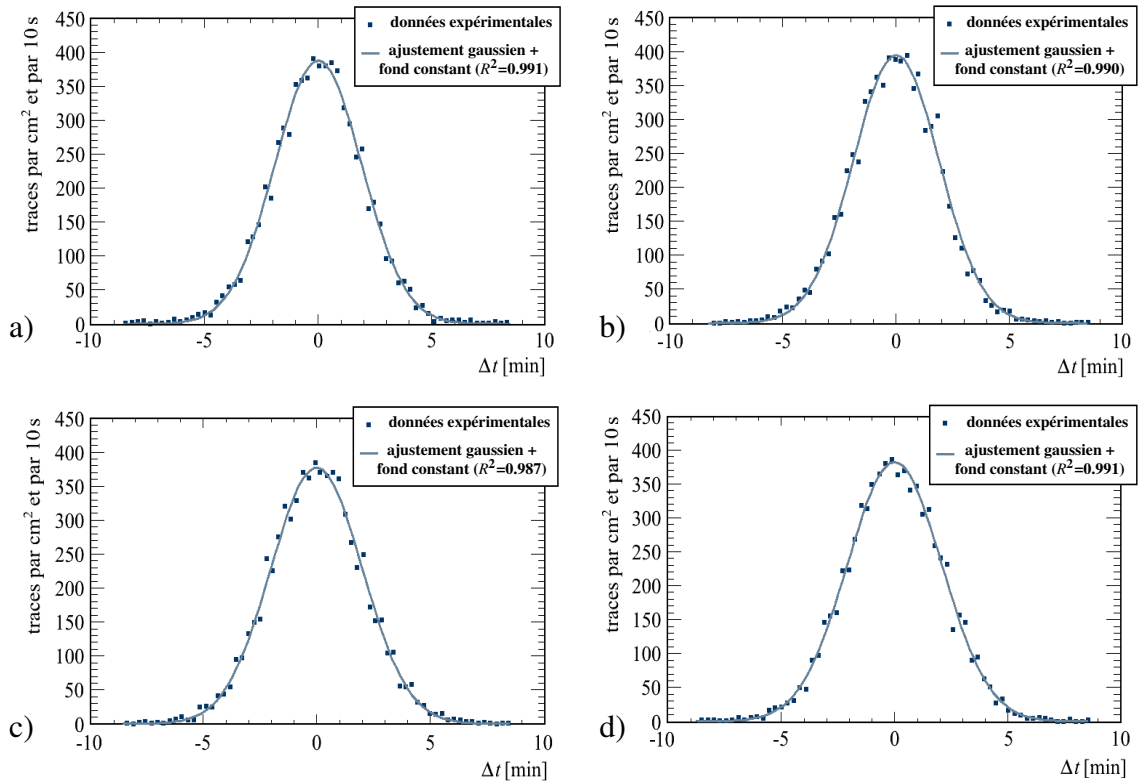 a)
traces par cm² et par 10 s
450
400
350
300
250
200
150
100
50
0
-10
-5
0
5
10
Δt [min]
données expérimentales
ajustement gaussien +
fond constant (R²=0.991)
b)
traces par cm² et par 10 s
450
400
350
300
250
200
150
100
50
0
-10
-5
0
5
10
Δt [min]
données expérimentales
ajustement gaussien +
fond constant (R²=0.990)
c)
traces par cm² et par 10 s
450
400
350
300
250
200
150
100
50
0
-10
-5
0
5
10
Δt [min]
données expérimentales
ajustement gaussien +
fond constant (R²=0.987)
d)
traces par cm² et par 10 s
450
400
350
300
250
200
150
100
50
0
-10
-5
0
5
10
Δt [min]
données expérimentales
ajustement gaussien +
fond constant (R²=0.991)